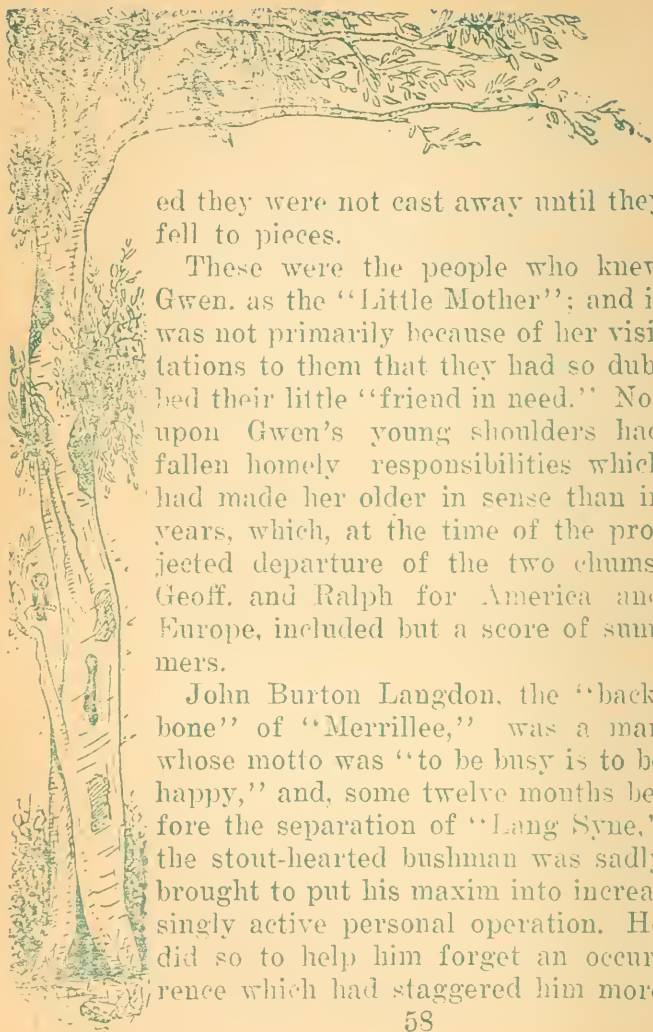 ed they were not cast away until they
fell to pieces.
These were the people who knew
Gwen. as the "Little Mother"; and i
was not primarily because of her visi
tations to them that they had so dub
bed their little "friend in need." No
upon Gwen's young shoulders had
fallen homely responsibilities which
had made her older in sense than in
years, which, at the time of the pro
jected departure of the two chums
Geoff. and Ralph for America and
Europe, included but a score of sum
mers.
John Burton Langdon, the "back
bone" of "Merrillee," was a man
whose motto was "to be busy is to be
happy," and, some twelve months be
fore the separation of "Lang Syne,"
the stout-hearted bushman was sadly
brought to put his maxim into increa
singly active personal operation. He
did so to help him forget an occur
rence which had staggered him more
58